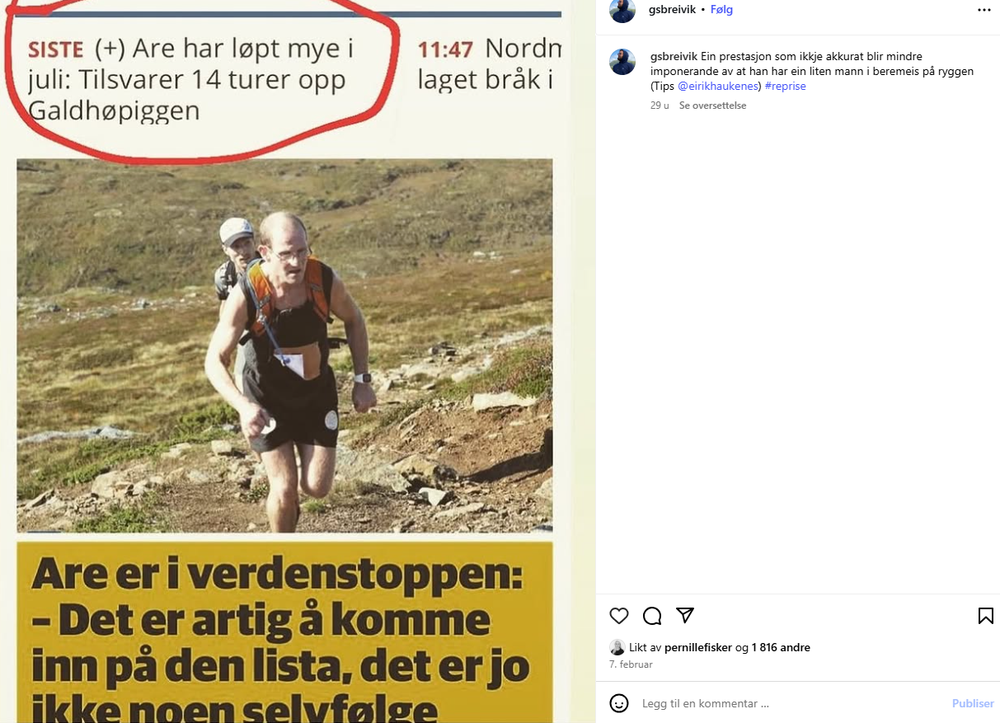 SISTE (+) Are har løpt mye i
juli: Tilsvarer 14 turer opp
Galdhøpiggen
11:47 Nordm
laget bråk i
Are er i verdenstoppen:
– Det er artig å komme
inn på den lista, det er jo
ikke noen selvfølge
gsbreivik • Følg
gsbreivik Ein prestasjon som ikkje akkurat blir mindre
imponerande av at han har ein liten mann i beremeis på ryggen
(Tips @eirikhaukenes) #reprise
29 u Se oversettelse
Likt av pernillefisker og 1 816 andre
7. februar
Legg til en kommentar ...
Publiser